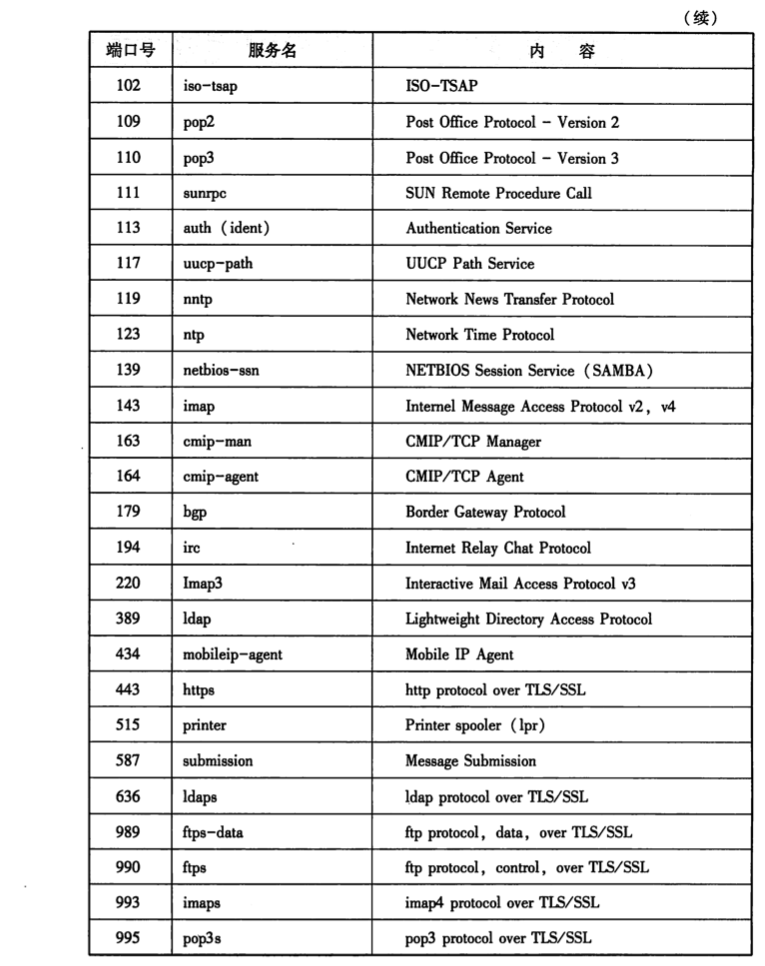 （续）
端口号 服务名 内 容
102 iso-tsap ISO-TSAP
109 pop2 Post Office Protocol - Version 2
110 pop3 Post Office Protocol - Version 3
111 sunrpc SUN Remote Procedure Call
113 auth (ident) Authentication Service
117 uucp-path UUCP Path Service
119 nntp Network News Transfer Protocol
123 ntp Network Time Protocol
139 netbios-ssn NETBIOS Session Service (SAMBA)
143 imap Internel Message Access Protocol v2, v4
163 cmip-man CMIP/TCP Manager
164 cmip-agent CMIP/TCP Agent
179 bgp Border Gateway Protocol
194 irc Internet Relay Chat Protocol
220 Imap3 Interactive Mail Access Protocol v3
389 ldap Lightweight Directory Access Protocol
434 mobileip-agent Mobile IP Agent
443 https http protocol over TLS/SSL
515 printer Printer spooler (lpr)
587 submission Message Submission
636 ldaps ldap protocol over TLS/SSL
989 ftps-data ftp protocol, data, over TLS/SSL
990 ftps ftp protocol, control, over TLS/SSL
993 imaps imap4 protocol over TLS/SSL
995 pop3s pop3 protocol over TLS/SSL